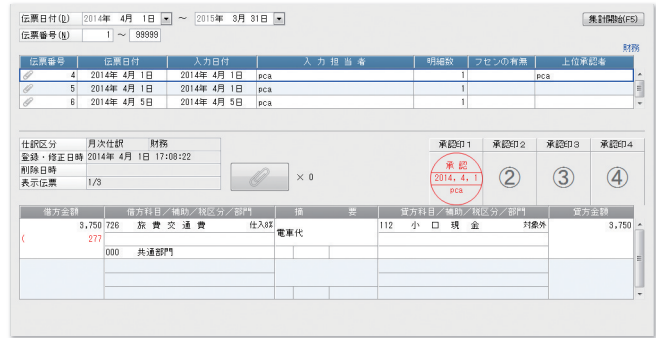 伝票日付(D) 2014年 4月 1日 ～ 2015年 3月 31日 集計開始(F5)
伝票番号(N) 1 ～ 99999
財務
伝票番号 伝票日付 入力日付 入力担当者 明細数 フセンの有無 上位承認者
4 2014年 4月 1日 2014年 4月 1日 pca 1 pca
5 2014年 4月 1日 2014年 4月 1日 pca 1
6 2014年 4月 5日 2014年 4月 5日 pca 1
仕訳区分 月次仕訳 財務 承認印1 承認印2 承認印3 承認印4
登録・修正日時 2014年 4月 1日 17:08:22
削除日時
表示伝票 1/3
× 0
承認
2014. 4. 1
pca
② ③ ④
借方金額 借方科目／補助／税区分／部門 摘要 貸方科目／補助／税区分／部門 貸方金額
3,750 726 旅費交通費 仕入8% 電車代 112 小口現金 対象外 3,750
( 277
000 共通部門